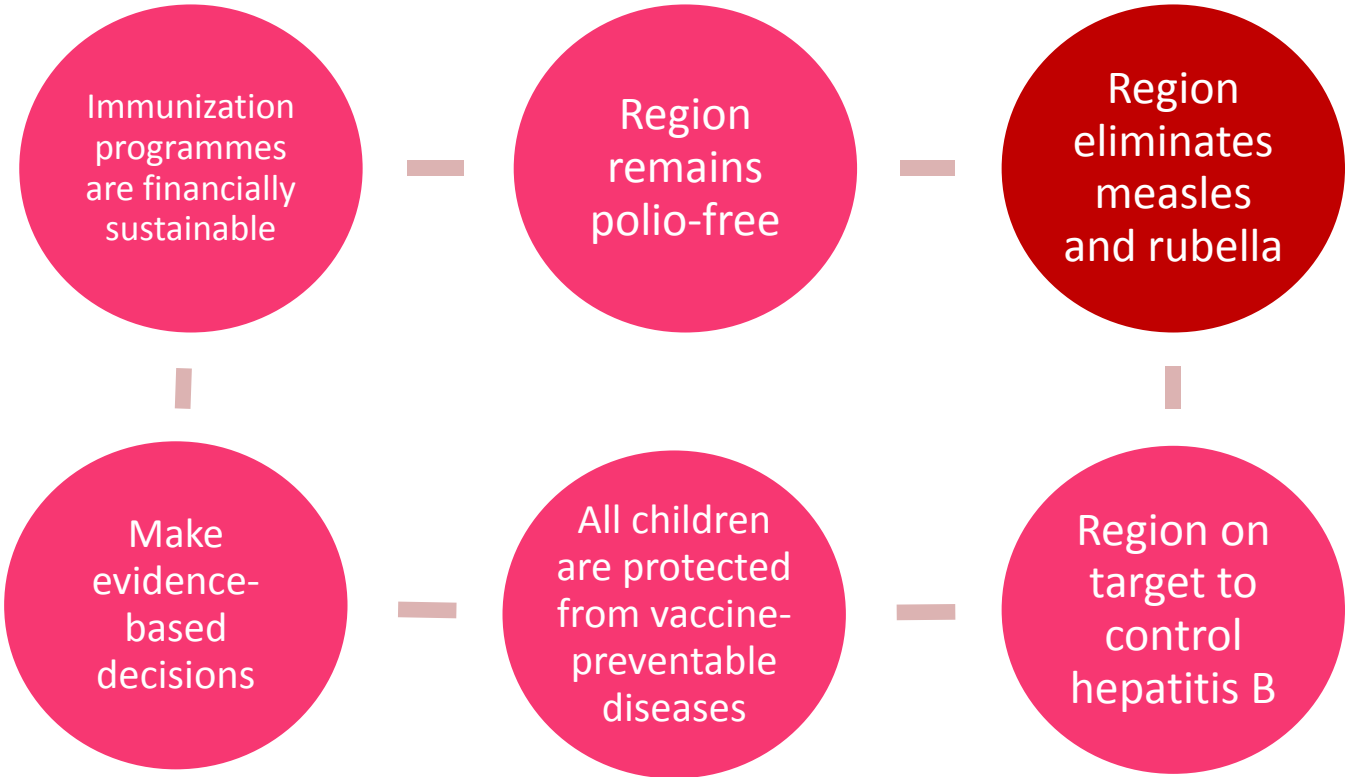 Immunization
programmes
are financially
sustainable
Region
remains
polio-free
Region
eliminates
measles
and rubella
Make
evidence-
based
decisions
All children
are protected
from vaccine-
preventable
diseases
Region on
target to
control
hepatitis B